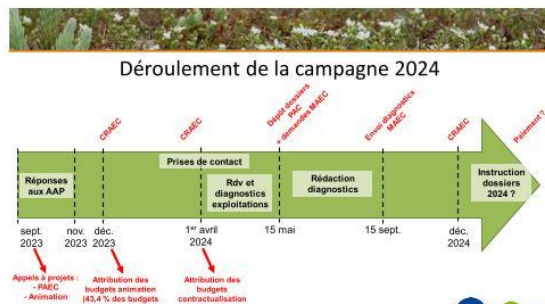 Déroulement de la campagne 2024
CRAEC
CRAEC
Dépôt dossiers
PAC
+ demandes MAEC
Envoi diagnostics
MAEC
CRAEC
Paiement ?
Prises de contact
Réponses
aux AAP
Rdv et
diagnostics
exploitations
Rédaction
diagnostics
Instruction
dossiers
2024 ?
sept.
2023
nov.
2023
déc.
2023
1er avril
2024
15 mai
15 sept.
déc.
2024
Appels à projets :
- PAEC
- Animation
Attribution des
budgets animation
(43,4 % des budgets
Attribution des
budgets
contractualisation